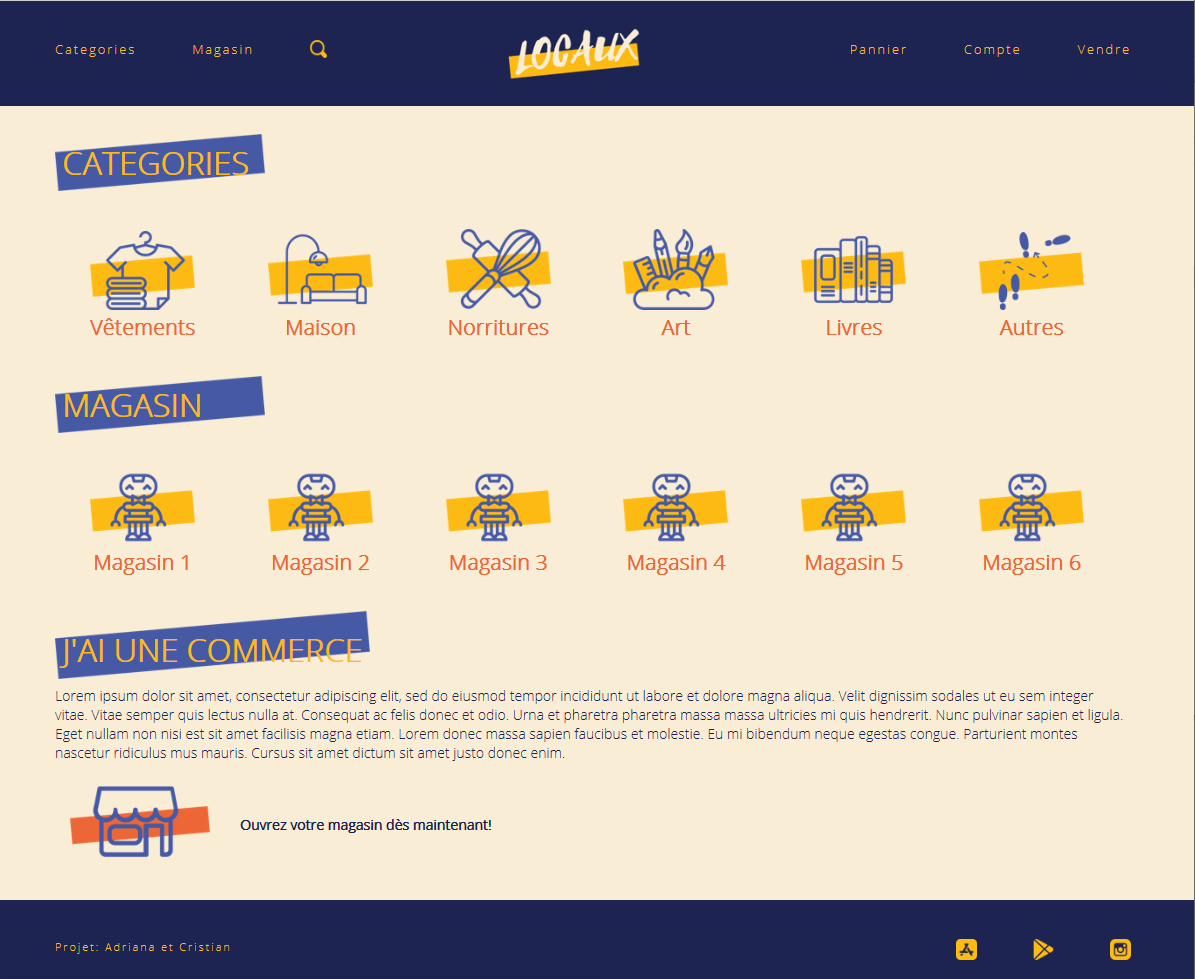 Categories Magasin LOCAUX Pannier Compte Vendre
CATEGORIES
Vêtements Maison Norritures Art Livres Autres
MAGASIN
Magasin 1 Magasin 2 Magasin 3 Magasin 4 Magasin 5 Magasin 6
J'AI UNE COMMERCE
Lorem ipsum dolor sit amet, consectetur adipiscing elit, sed do eiusmod tempor incididunt ut labore et dolore magna aliqua. Velit dignissim sodales ut eu sem integer
vitae. Vitae semper quis lectus nulla at. Consequat ac felis donec et odio. Urna et pharetra pharetra massa massa ultricies mi quis hendrerit. Nunc pulvinar sapien et ligula.
Eget nullam non nisi est sit amet facilisis magna etiam. Lorem donec massa sapien faucibus et molestie. Eu mi bibendum neque egestas congue. Parturient montes
nascetur ridiculus mus mauris. Cursus sit amet dictum sit amet justo donec enim.
Ouvrez votre magasin dès maintenant!
Projet: Adriana et Cristian